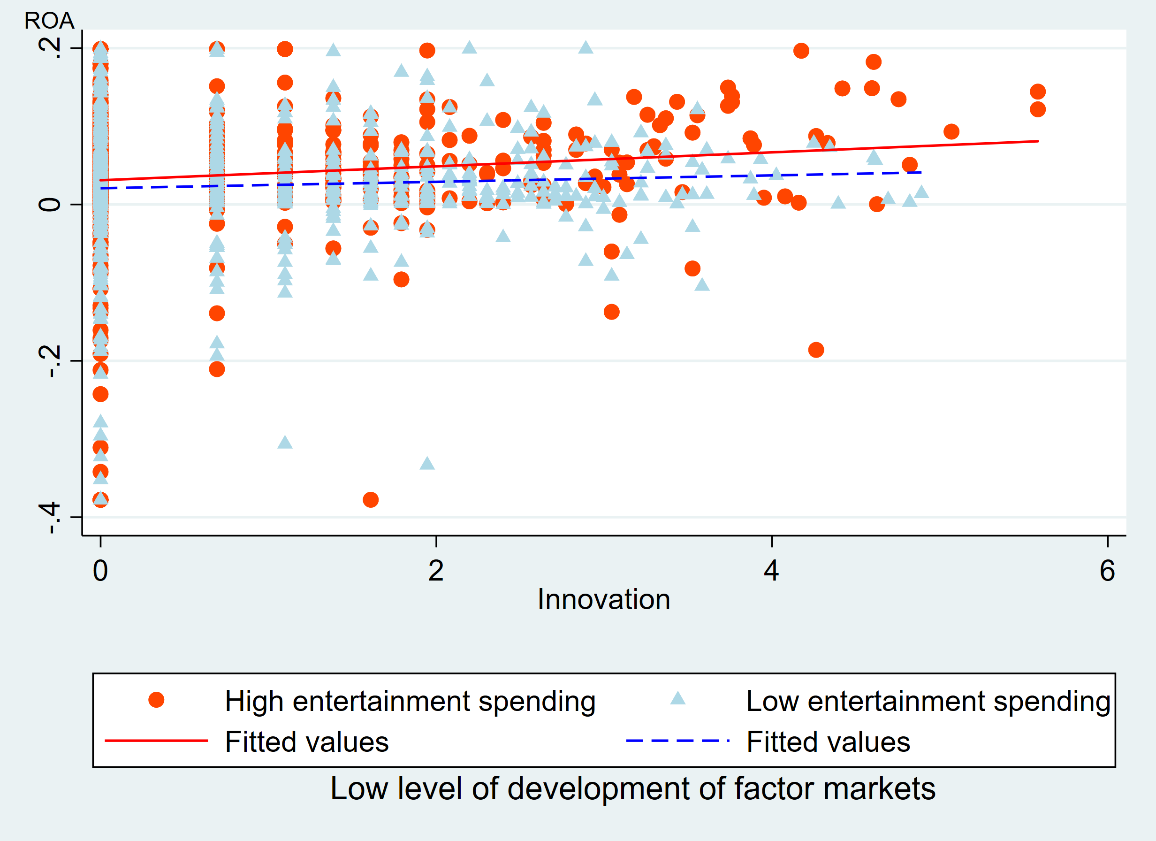 ROA
.2
0
-.2
-.4
0 2 4 6
Innovation
High entertainment spending Low entertainment spending
Fitted values Fitted values
Low level of development of factor markets